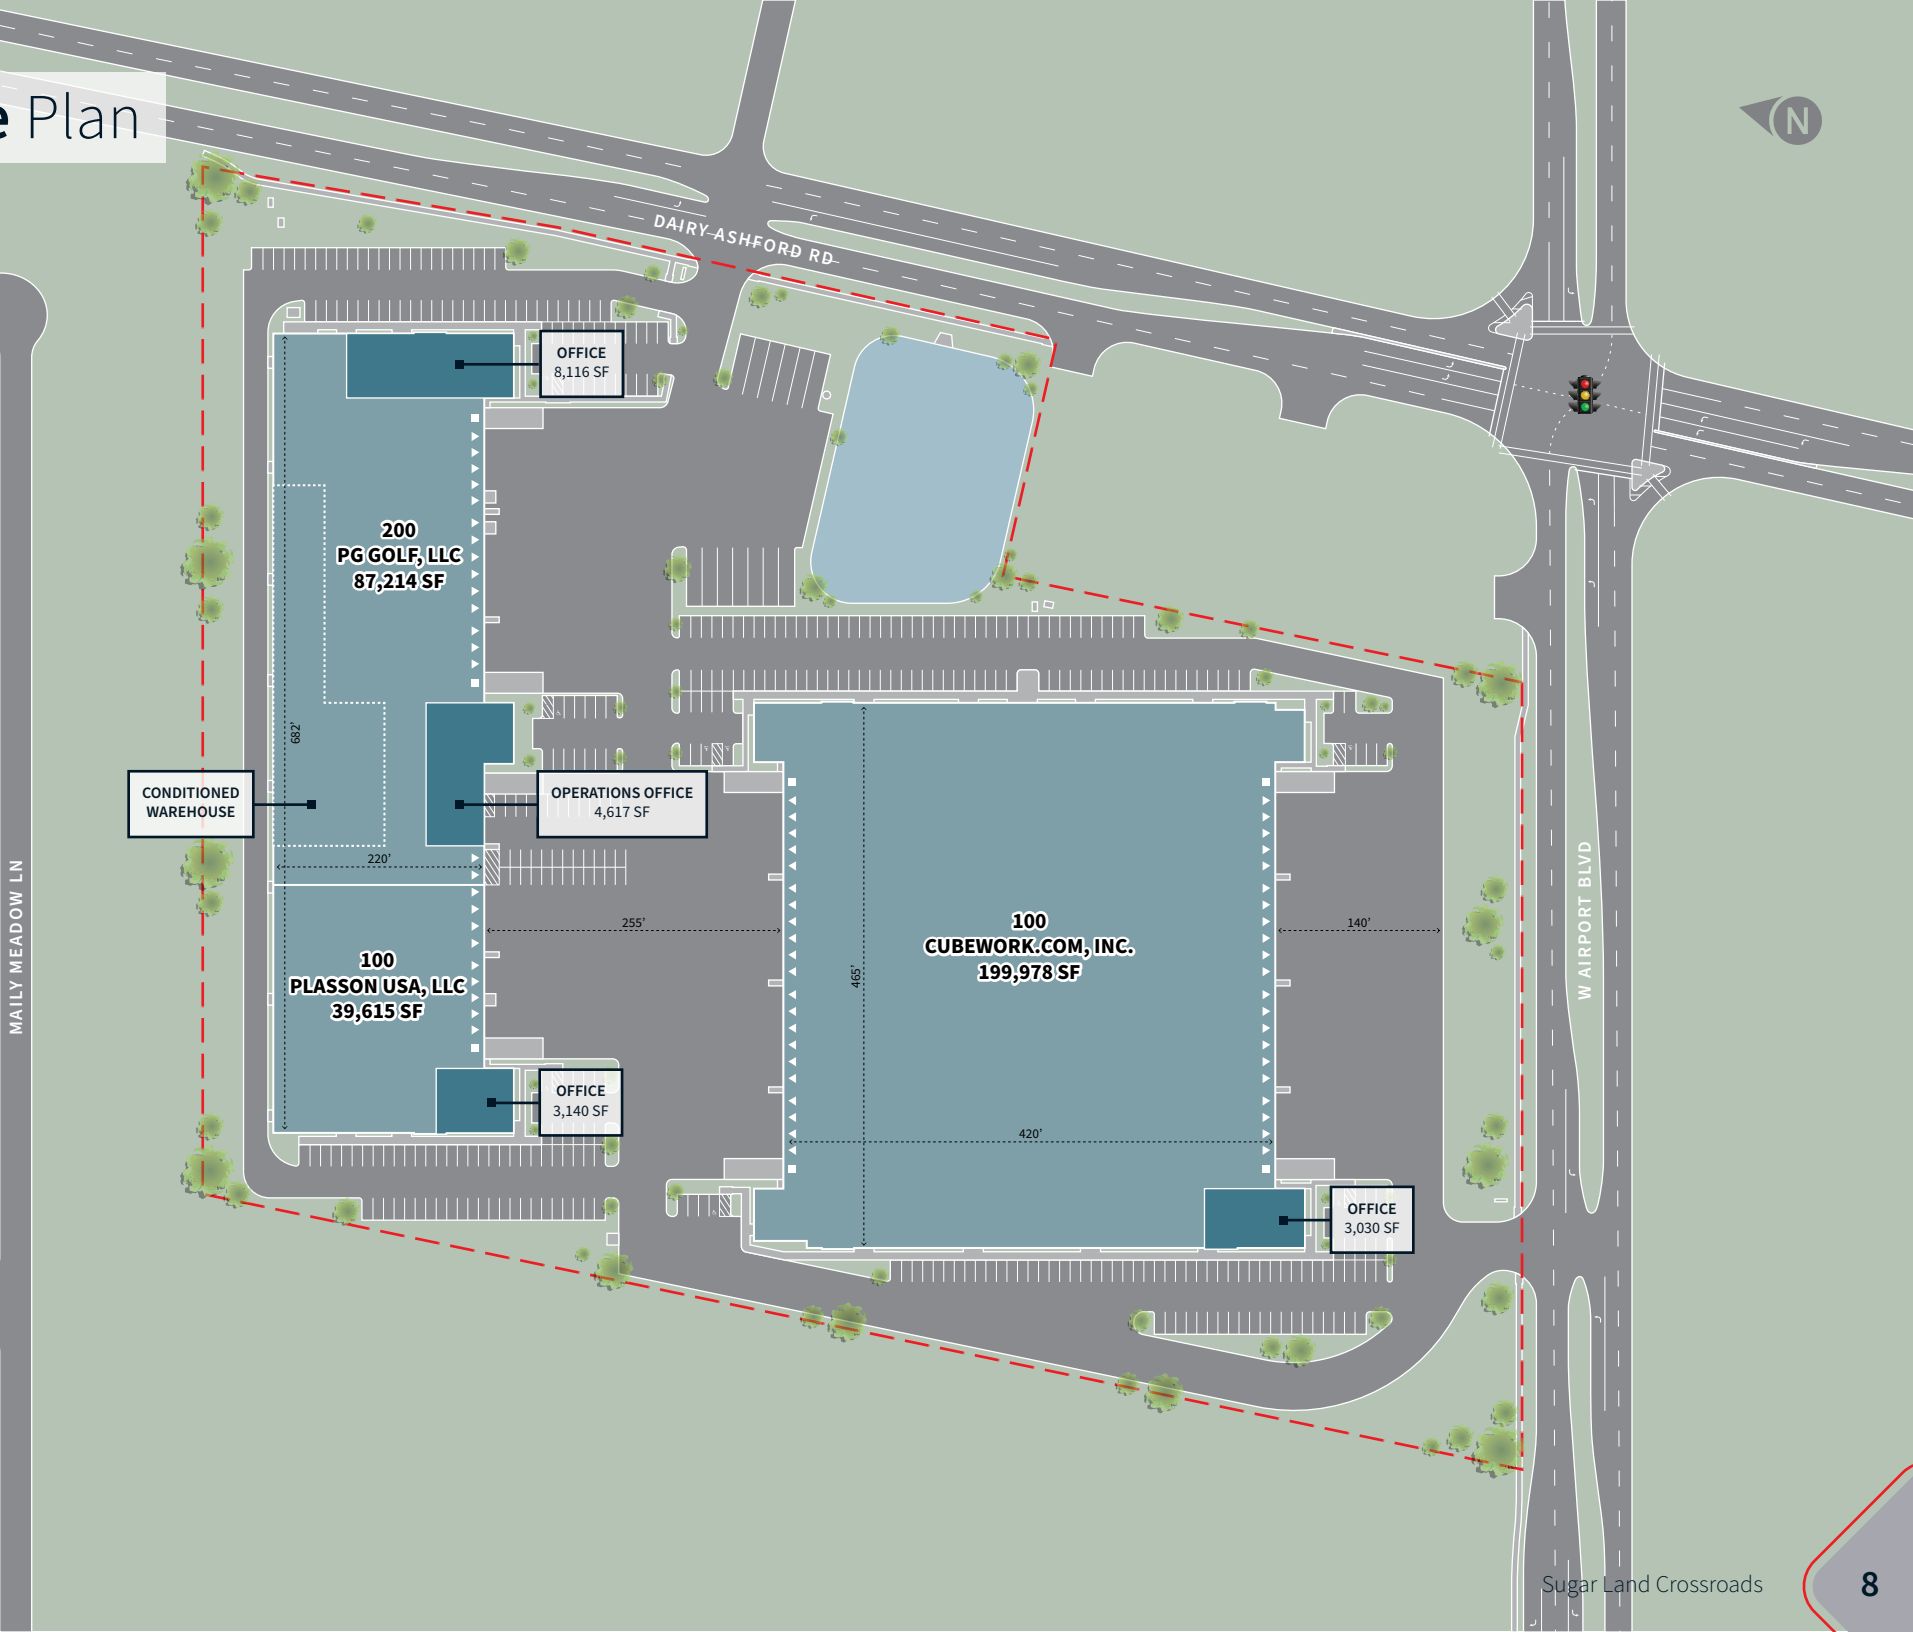 e Plan
N
DAIRY ASHFORD RD
OFFICE
8,116 SF
200
PG GOLF, LLC
87,214 SF
682'
CONDITIONED
WAREHOUSE
OPERATIONS OFFICE
4,617 SF
220'
255'
140'
100
CUBEWORK.COM, INC.
199,978 SF
465'
420'
100
PLASSON USA, LLC
39,615 SF
OFFICE
3,140 SF
OFFICE
3,030 SF
MAILY MEADOW LN
W AIRPORT BLVD
Sugar Land Crossroads
8